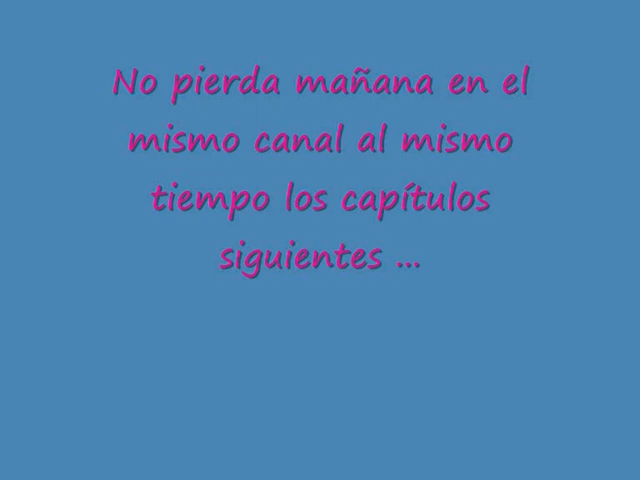 No pierda mañana en el
mismo canal al mismo
tiempo los capítulos
siguientes ...